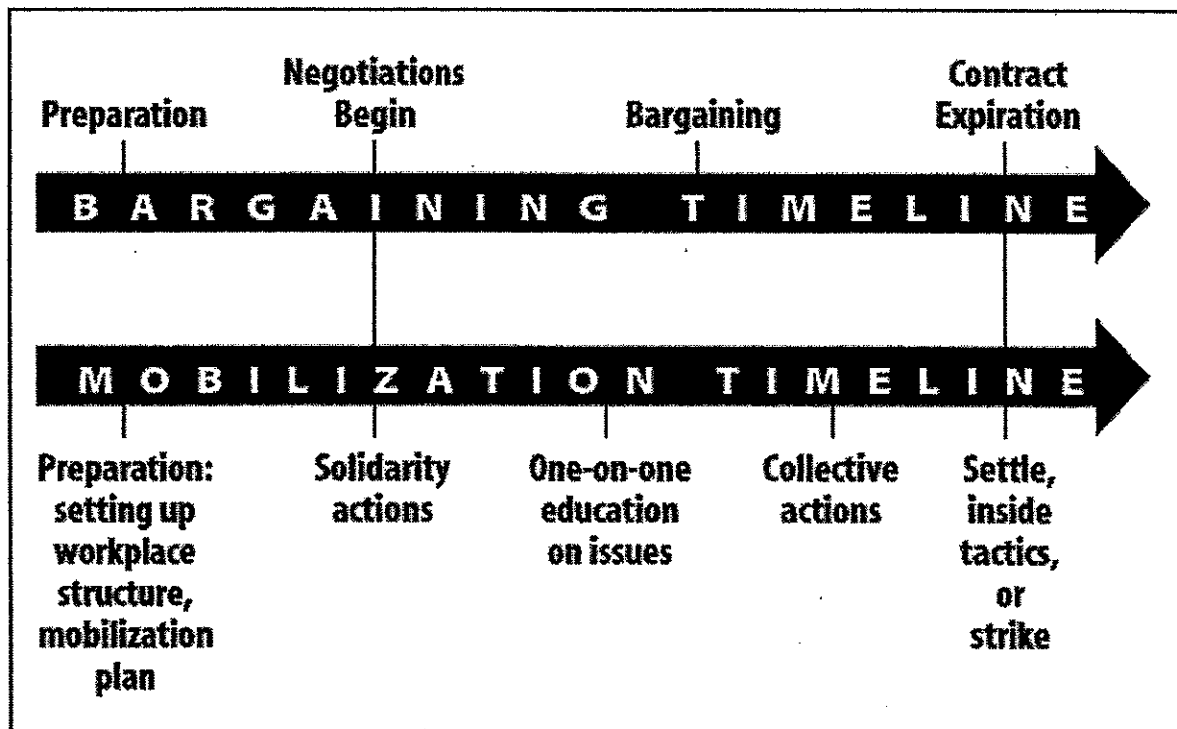 Preparation
Negotiations
Begin
Bargaining
Contract
Expiration
BARGAINING TIMELINE
MOBILIZATION TIMELINE
Preparation:
setting up
workplace
structure,
mobilization
plan
Solidarity
actions
One-on-one
education
on issues
Collective
actions
Settle,
inside
tactics,
or
strike